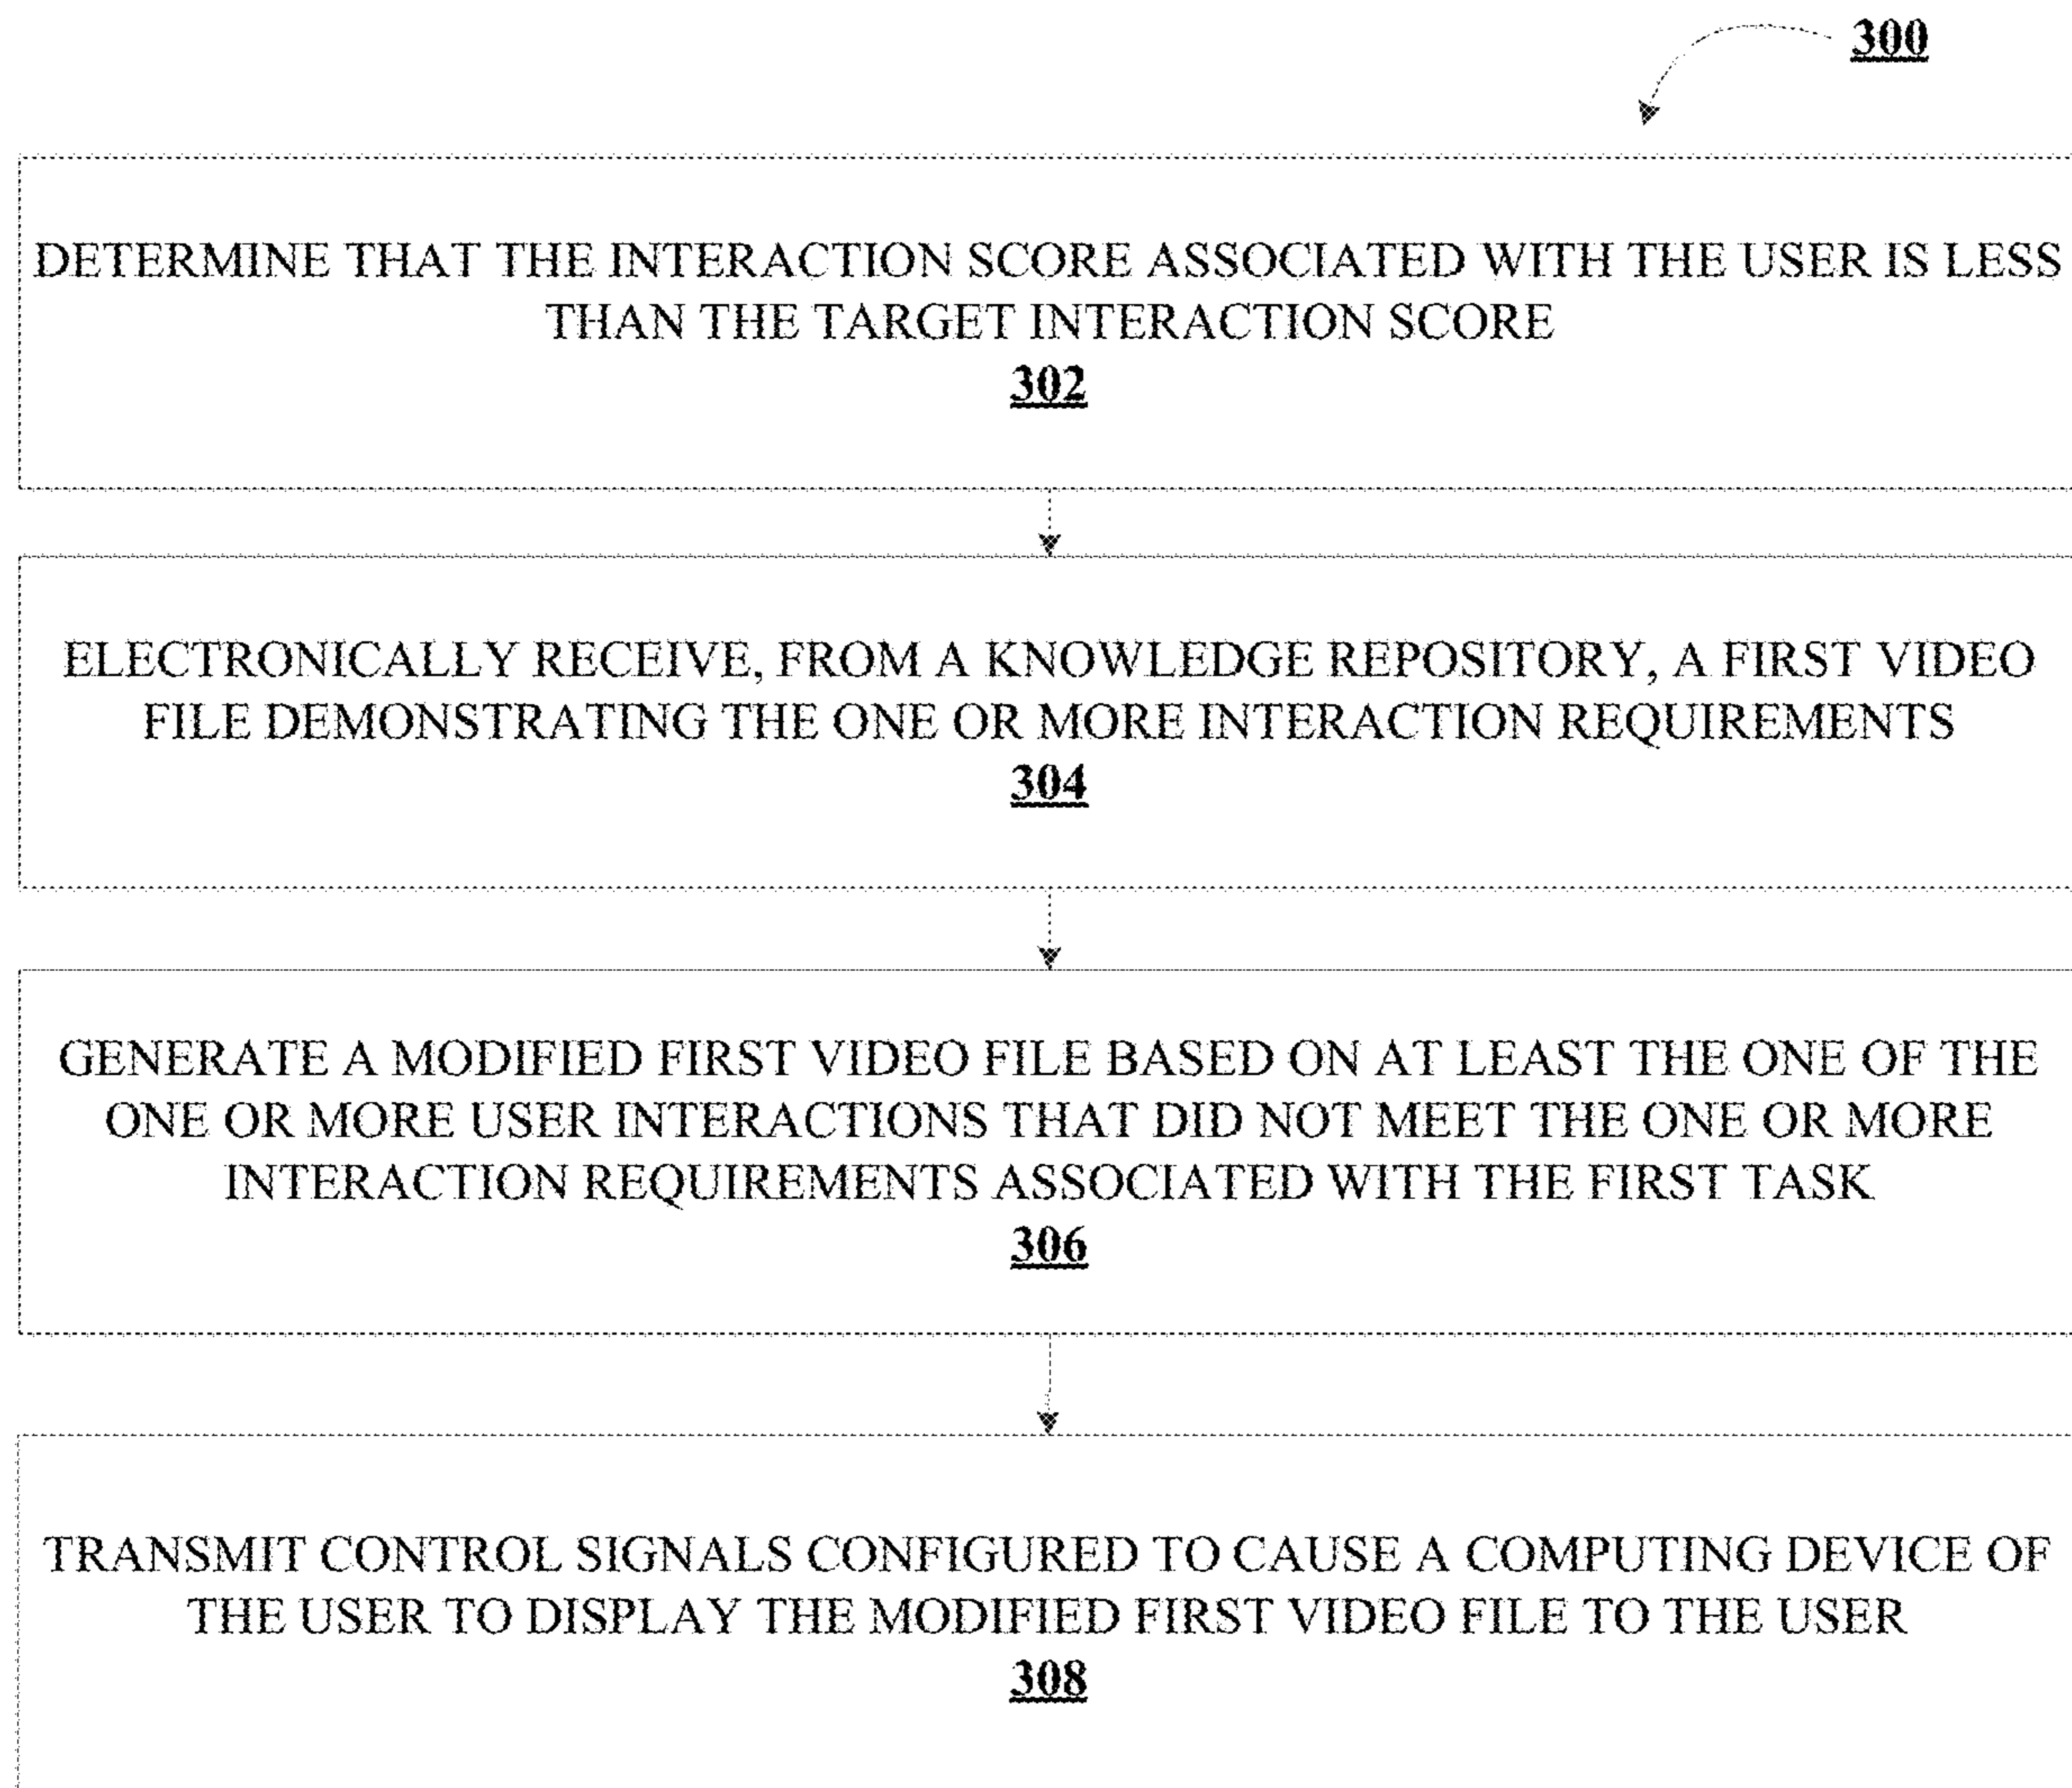 300
DETERMINE THAT THE INTERACTION SCORE ASSOCIATED WITH THE USER IS LESS
THAN THE TARGET INTERACTION SCORE
302
ELECTRONICALLY RECEIVE, FROM A KNOWLEDGE REPOSITORY, A FIRST VIDEO
FILE DEMONSTRATING THE ONE OR MORE INTERACTION REQUIREMENTS
304
GENERATE A MODIFIED FIRST VIDEO FILE BASED ON AT LEAST THE ONE OF THE
ONE OR MORE USER INTERACTIONS THAT DID NOT MEET THE ONE OR MORE
INTERACTION REQUIREMENTS ASSOCIATED WITH THE FIRST TASK
306
TRANSMIT CONTROL SIGNALS CONFIGURED TO CAUSE A COMPUTING DEVICE OF
THE USER TO DISPLAY THE MODIFIED FIRST VIDEO FILE TO THE USER
308